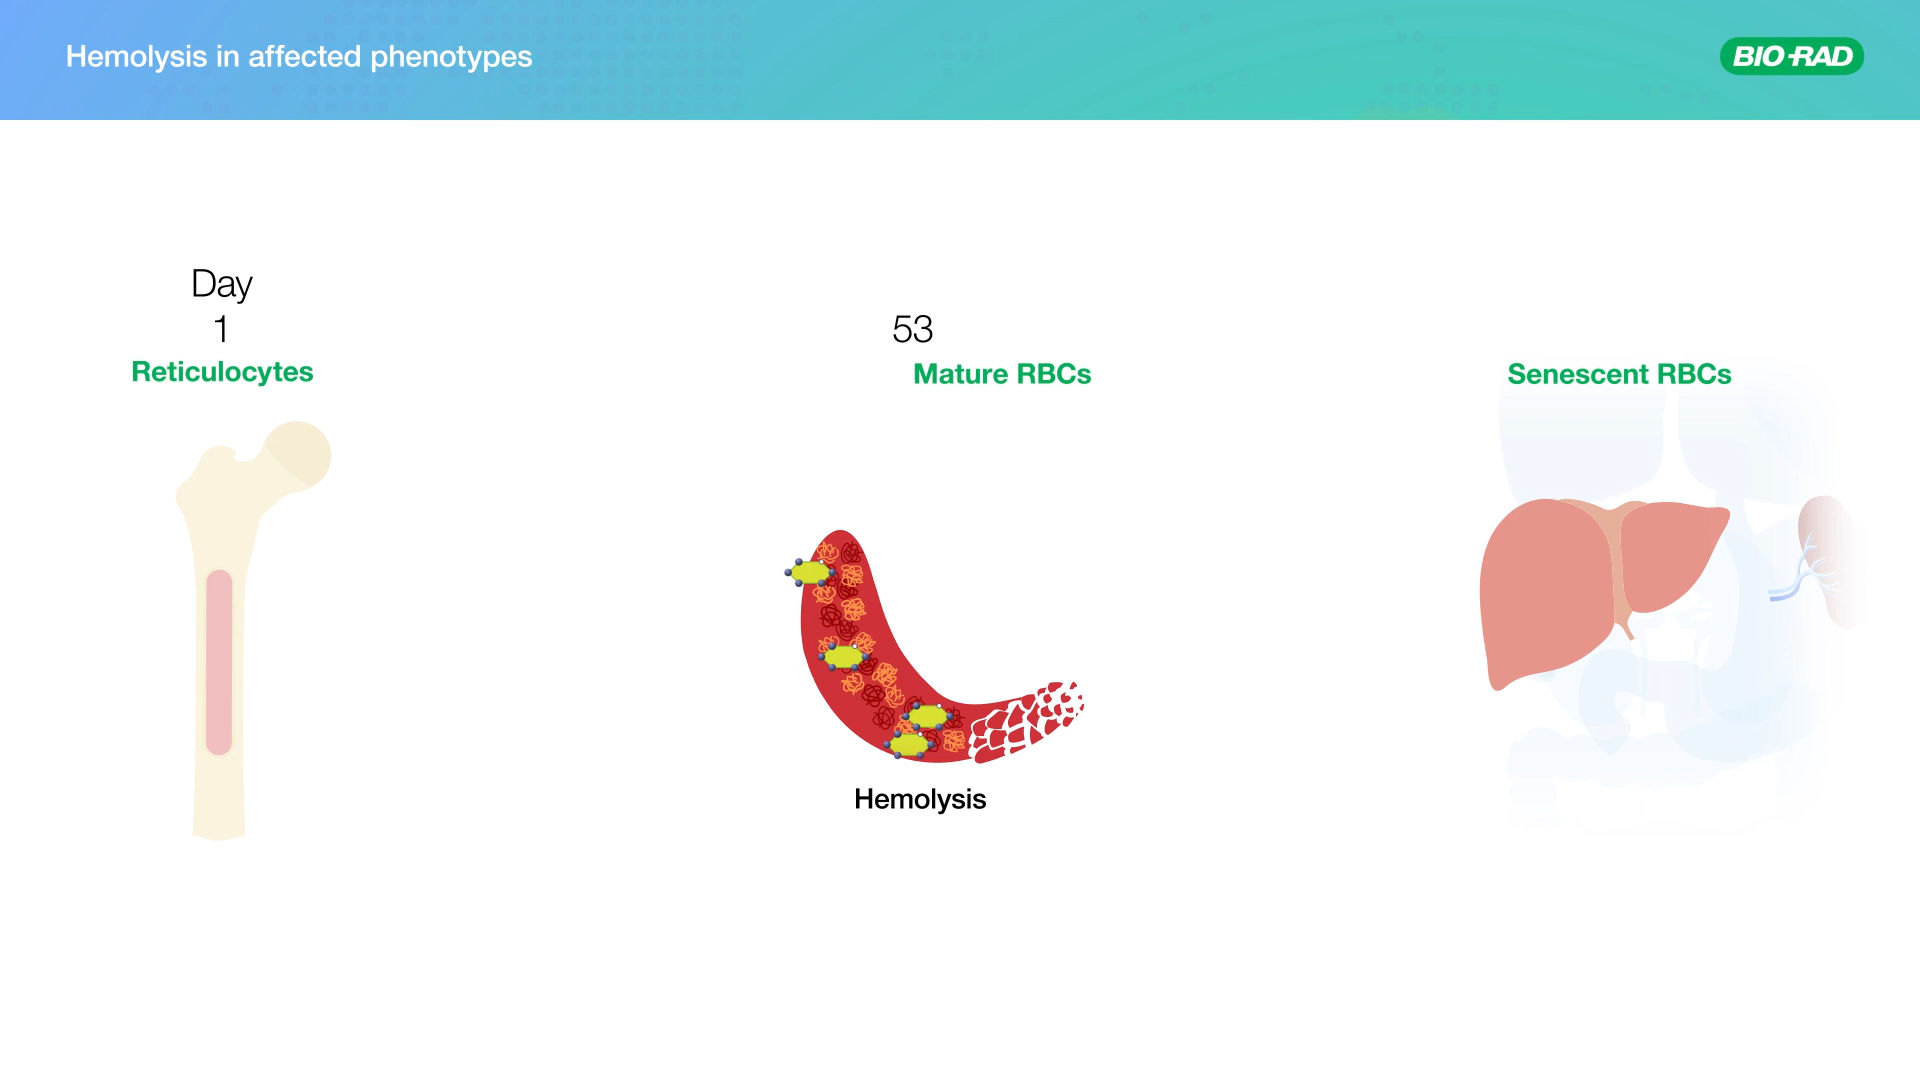 Hemolysis in affected phenotypes
BIO-RAD
Day
1
53
Reticulocytes
Mature RBCs
Senescent RBCs
Hemolysis